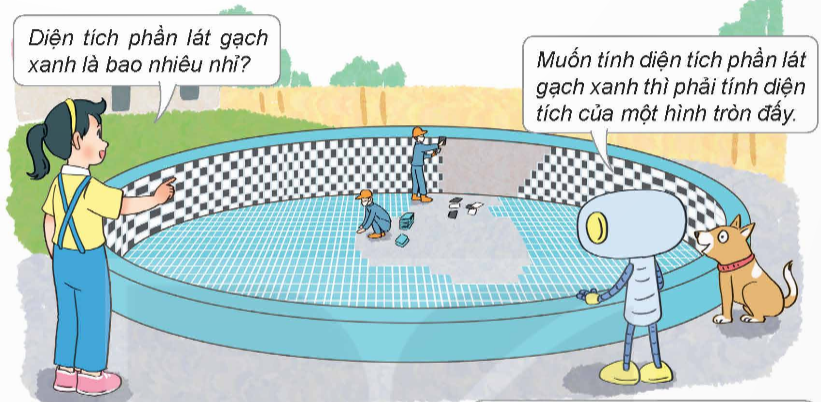 Diện tích phần lát gạch
xanh là bao nhiêu nhỉ?
Muốn tính diện tích phần lát
gạch xanh thì phải tính diện
tích của một hình tròn đấy.